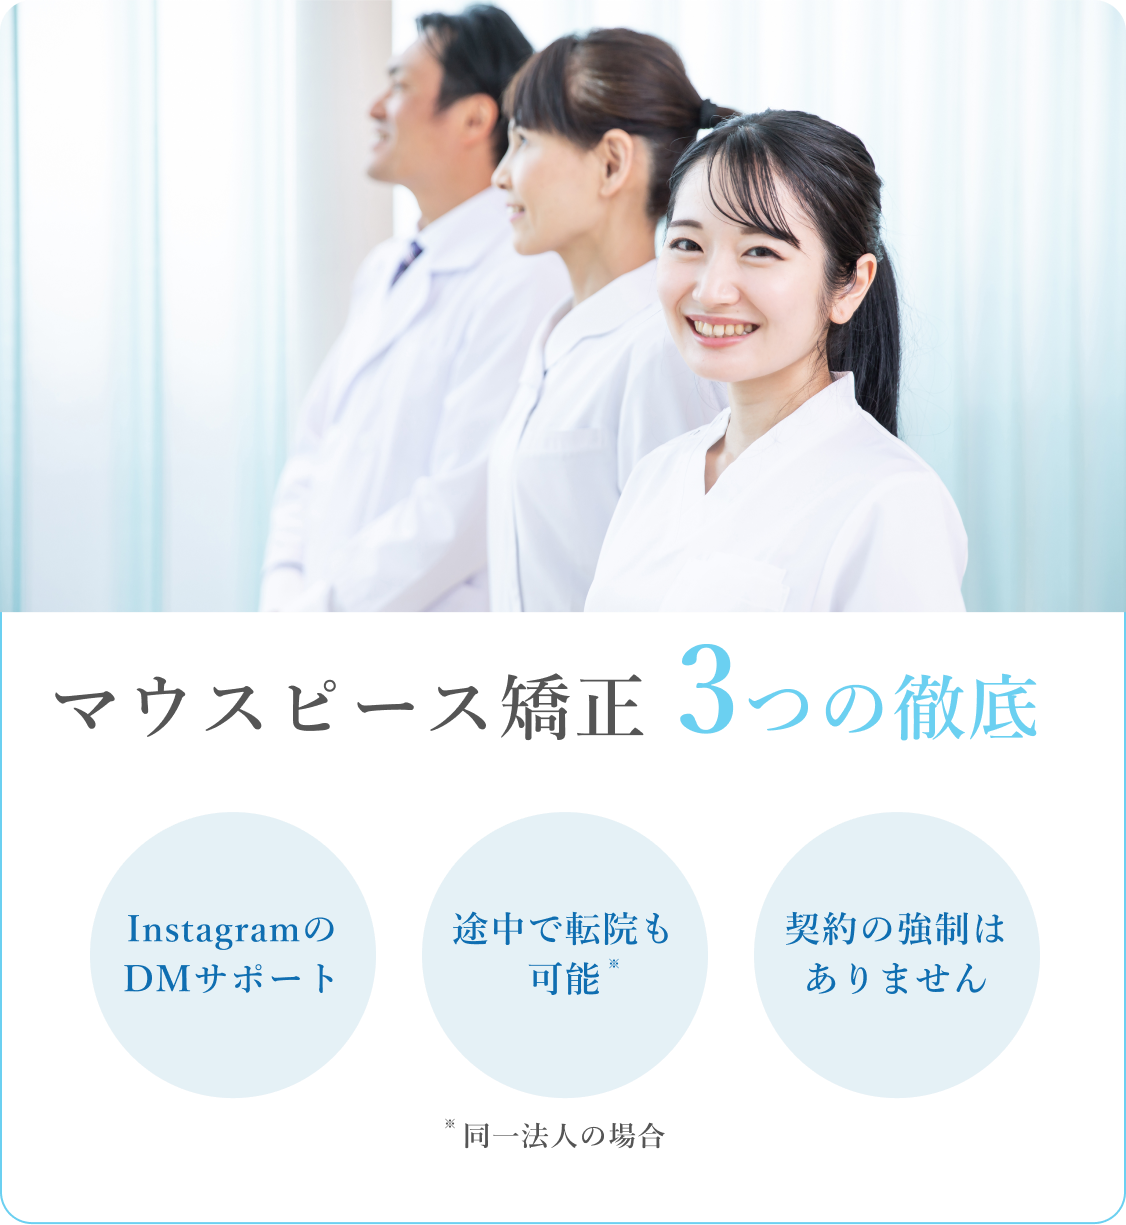 マウスピース矯正 3つの徹底
Instagramの
DMサポート
途中で転院も
可能※
契約の強制は
ありません
※同一法人の場合